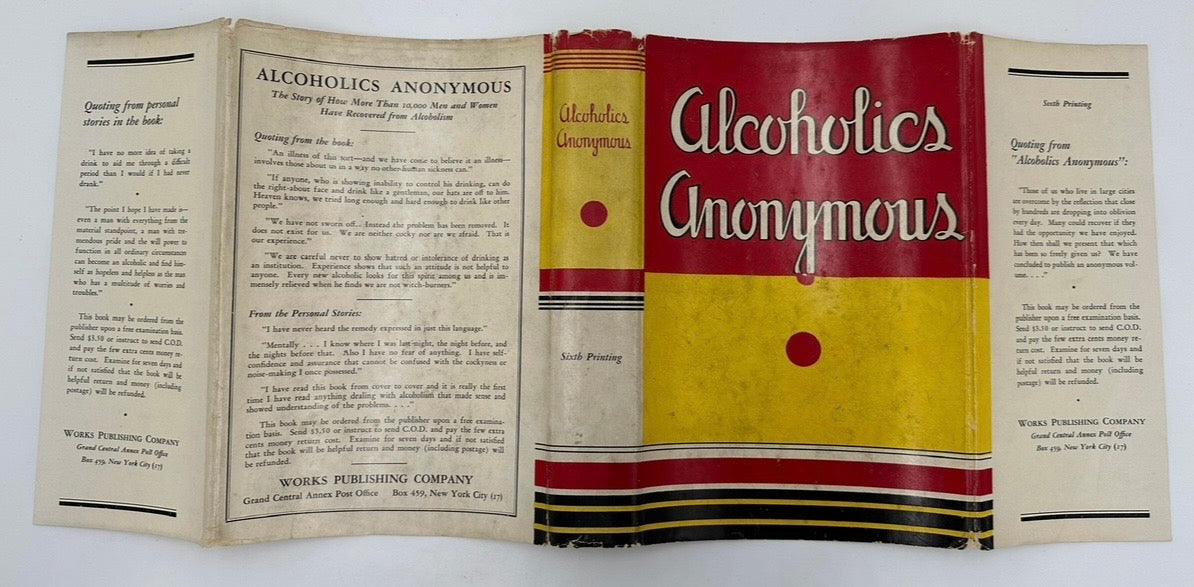 Quoting from personal
stories in the book:
"I have no more idea of taking a
drink to aid me through a difficult
period than I would if I had never
drank."
"The point I hope I have made is—
even a man with everything from the
material standpoint, a man with tre-
mendous pride and the will power to
function in all ordinary circumstances
can become an alcoholic and find him-
self as hopeless and helpless as the man
who has a multitude of worries and
troubles."
This book may be ordered from the
publisher upon a free examination basis.
Send $3.50 or instruct to send C.O.D.
and pay the few extra cents money re-
turn cost. Examine for seven days and
if not satisfied that the book will be
helpful return and money (including
postage) will be refunded.
WORKS PUBLISHING COMPANY
Grand Central Annex Post Office
Box 459, New York City (17)
ALCOHOLICS ANONYMOUS
The Story of How More Than 10,000 Men and Women
Have Recovered from Alcoholism
Quoting from the book:
"An illness of this sort—and we have come to believe it an illness—
involves those about us in a way no other human sickness can."
"If anyone, who is showing inability to control his drinking, can do
the right-about face and drink like a gentleman, our hats are off to him.
Heaven knows, we tried long enough and hard enough to drink like other
people."
"We have not sworn off.. Instead the problem has been removed. It
does not exist for us. We are neither cocky nor are we afraid. That is
our experience."
"We are careful never to show hatred or intolerance of drinking as
an institution. Experience shows that such an attitude is not helpful to
anyone. Every new alcoholic looks for this spirit among us and is im-
mensely relieved when he finds we are not witch-burners."
From the Personal Stories:
"I have never heard the remedy expressed in just this language."
"Mentally . . . I know where I was last night, the night before, and
the nights before that. Also I have no fear of anything. I have self-
confidence and assurance that cannot be confused with the cockyness or
noise-making I once possessed."
"I have read this book from cover to cover and it is really the first
time I have read anything dealing with alcoholism that made sense and
showed understanding of the problems. . . ."
This book may be ordered from the publisher upon a free examina-
tion basis. Send $3.50 or instruct to send C.O.D. and pay the few extra
cents money return cost. Examine for seven days and if not satisfied
that the book will be helpful return and money (including postage) will
be refunded.
WORKS PUBLISHING COMPANY
Grand Central Annex Post Office Box 459, New York City (17)
Alcoholics
Anonymous
Sixth Printing
Alcoholics
Anonymous
Sixth Printing
Quoting from
"Alcoholics Anonymous":
"Those of us who live in large cities
are overcome by the reflection that close
by hundreds are dropping into oblivion
every day. Many could recover if they
had the opportunity we have enjoyed.
How then shall we present that which
has been so freely given us? We have
concluded to publish an anonymous vol-
ume. . . ."
This book may be ordered from the
publisher upon a free examination basis.
Send $3.50 or instruct to send C.O.D.
and pay the few extra cents money re-
turn cost. Examine for seven days and
if not satisfied that the book will be
helpful return and money (including
postage) will be refunded.
WORKS PUBLISHING COMPANY
Grand Central Annex Post Office
Box 459, New York City (17)